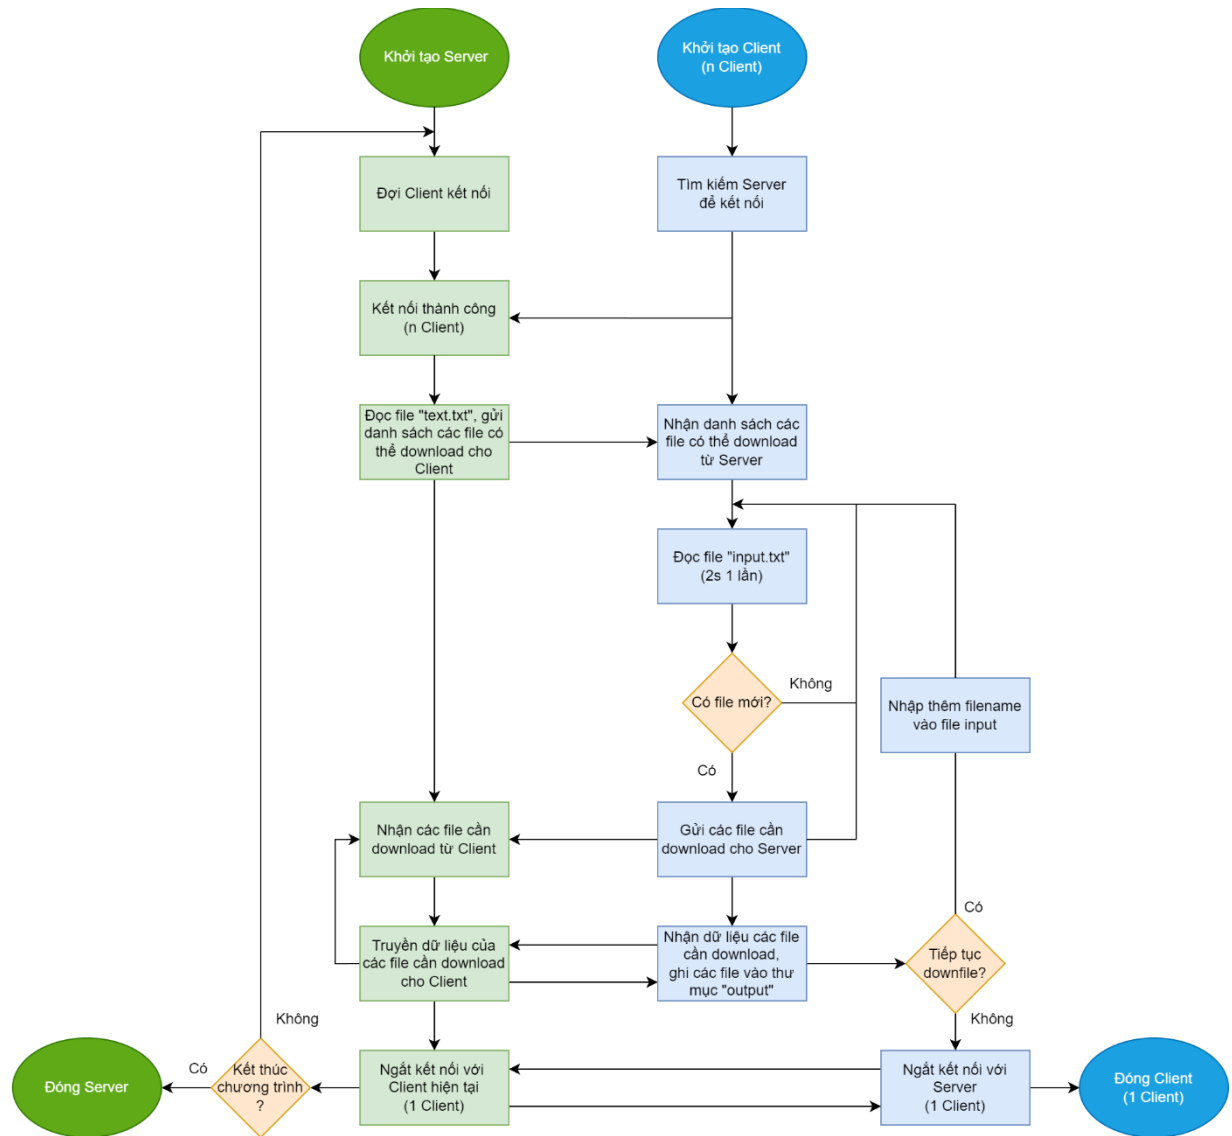 Khởi tạo Server
Khởi tạo Client
(n Client)
Đợi Client kết nối
Tìm kiếm Server
để kết nối
Kết nối thành công
(n Client)
Đọc file "text.txt", gửi
danh sách các file có
thể download cho
Client
Nhận danh sách các
file có thể download
từ Server
Đọc file "input.txt"
(2s 1 lần)
Có file mới?
Không
Nhập thêm filename
vào file input
Có
Nhận các file cần
download từ Client
Gửi các file cần
download cho Server
Có
Truyền dữ liệu của
các file cần download
cho Client
Nhận dữ liệu các file
cần download,
ghi các file vào thư
mục "output"
Tiếp tục
downfile?
Không
Không
Đóng Server
Có
Kết thúc
chương trình
?
Ngắt kết nối với
Client hiện tại
(1 Client)
Ngắt kết nối với
Server
(1 Client)
Đóng Client
(1 Client)